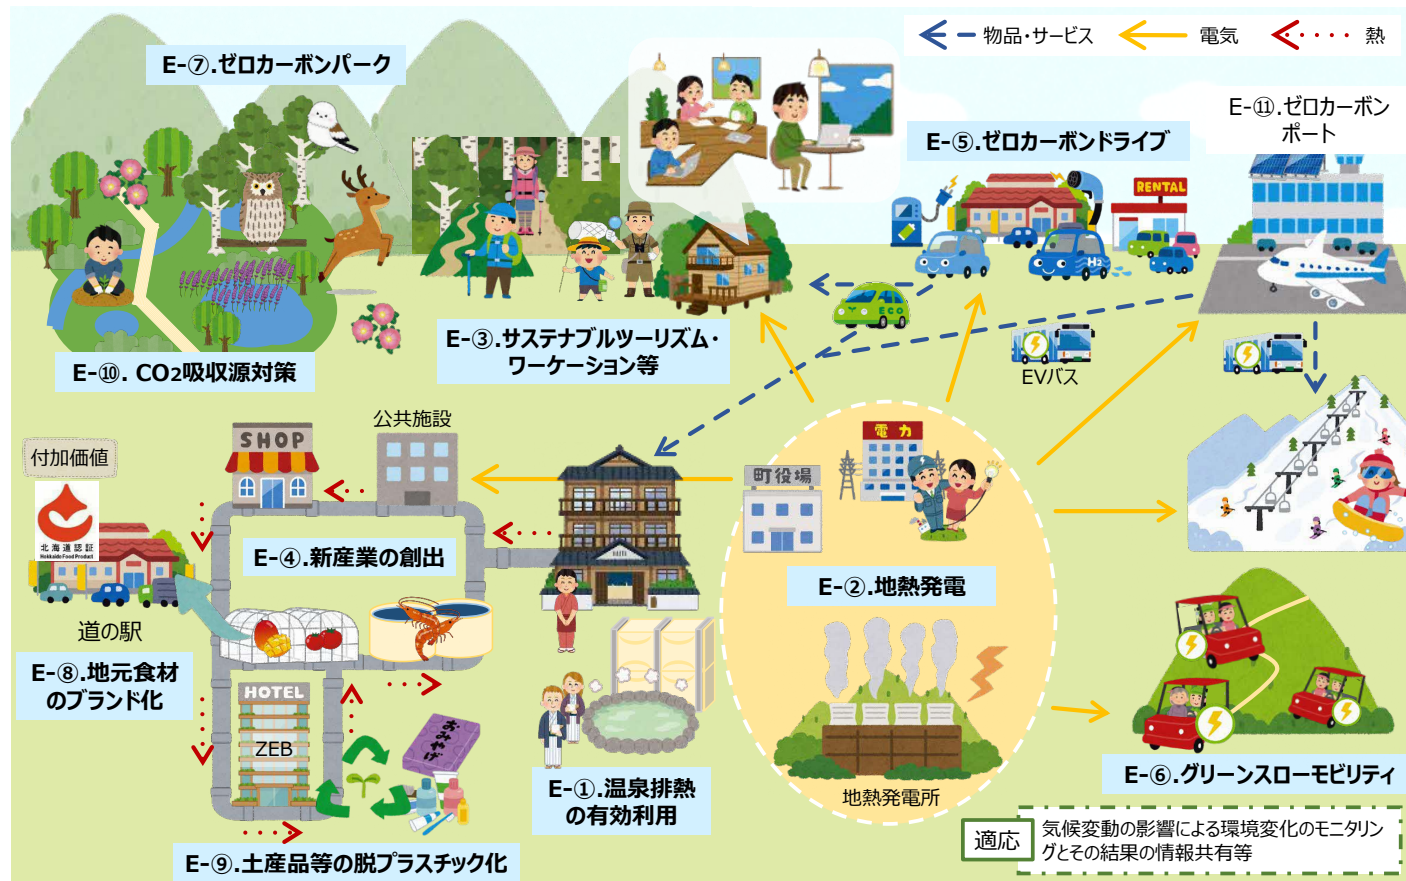 物品・サービス
電気
熱
E-⑦.ゼロカーボンパーク
E-⑪.ゼロカーボン
ポート
E-⑤.ゼロカーボンドライブ
RENTAL
H2
ECO
E-③.サステナブルツーリズム・
ワーケーション等
EVバス
E-⑩. CO2吸収源対策
公共施設
SHOP
付加価値
北海道認証
Hokkaido Food Product
電力
町役場
E-④.新産業の創出
E-②.地熱発電
道の駅
E-⑧.地元食材
のブランド化
HOTEL
ZEB
おみやげ
E-①.温泉排熱
の有効利用
地熱発電所
E-⑥.グリーンスローモビリティ
E-⑨.土産品等の脱プラスチック化
適応
気候変動の影響による環境変化のモニタリン
グとその結果の情報共有等